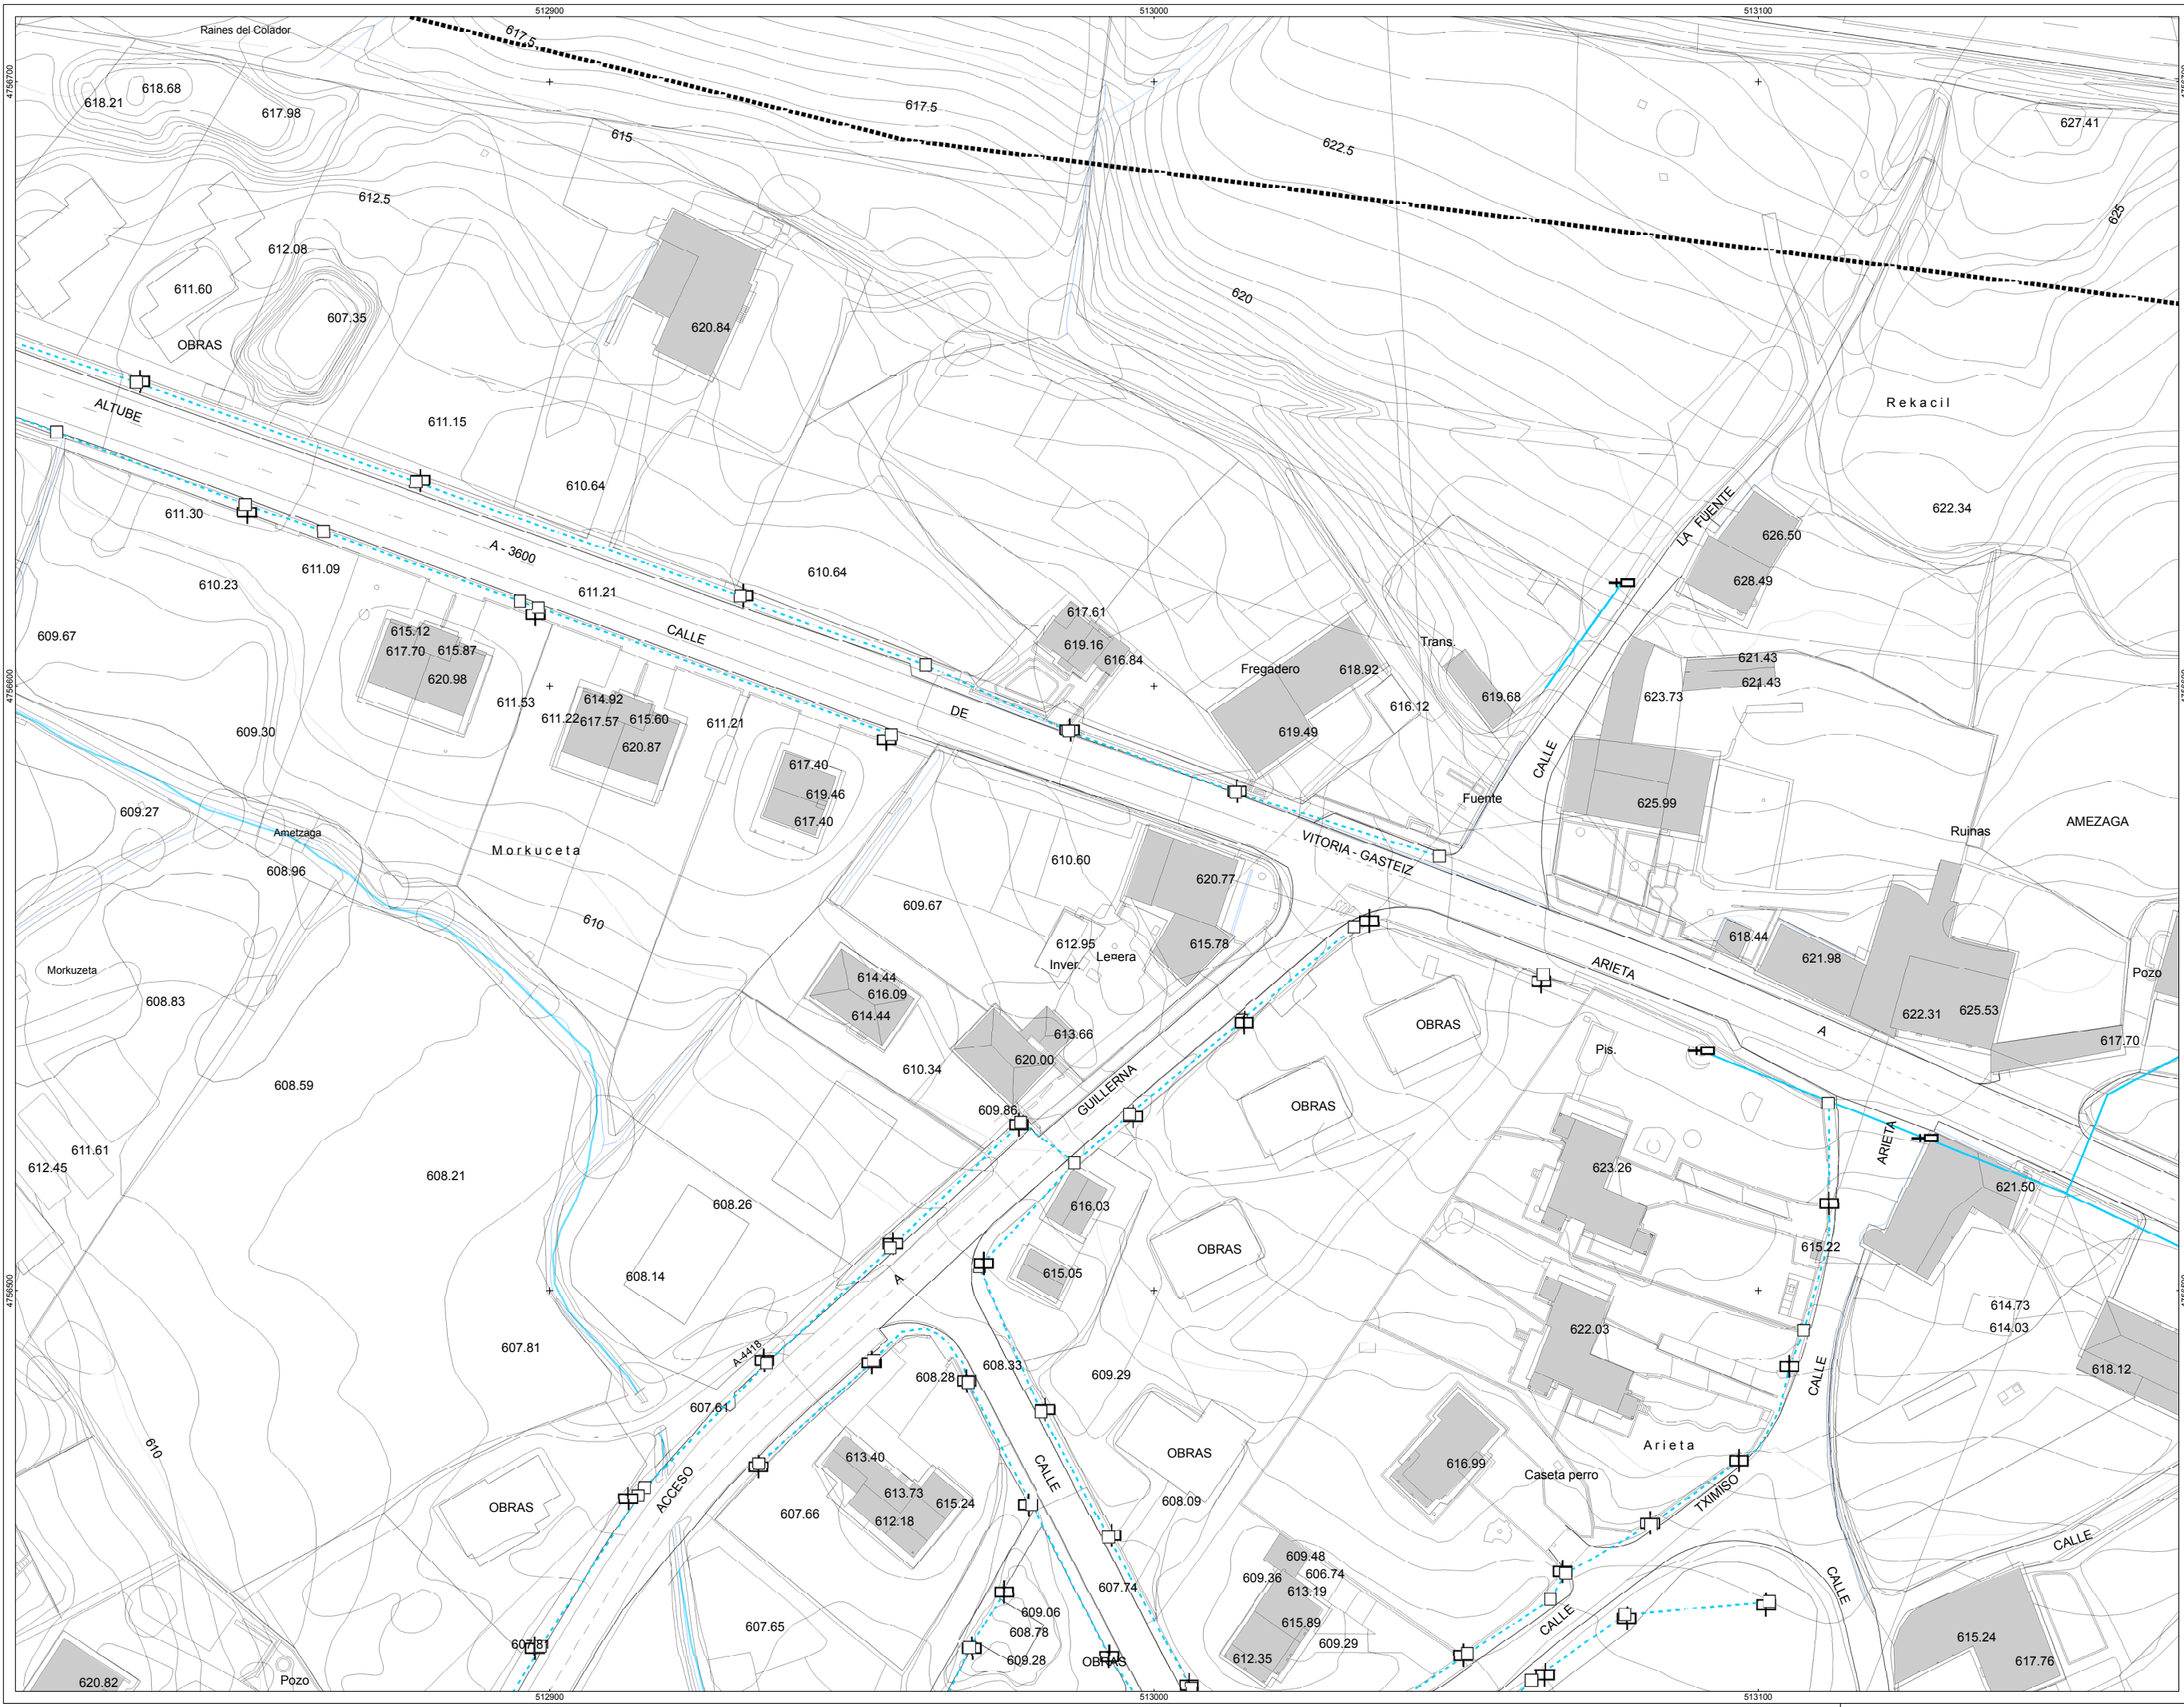 512900
513000
513100
Raines del Colador
617.5
4756700
618.68
618.21
617.98
617.5
615
622.5
627.41
612.5
625
612.08
611.60
607.35
620
620.84
OBRAS
ALTUBE
611.15
Rekacil
610.64
LA FUENTE
622.34
611.30
626.50
A - 3600
628.49
611.09
610.64
610.23
611.21
617.61
609.67
615.12
CALLE
619.16
Trans.
617.70
615.87
616.84
Fregadero
618.92
621.43
4756600
620.98
611.53
614.92
619.68
623.73
621.43
611.22
617.57
615.60
611.21
DE
616.12
609.30
620.87
619.49
CALLE
617.40
619.46
Fuente
625.99
609.27
617.40
AMEZAGA
Ametzaga
VITORIA - GASTEIZ
Ruinas
Morkuceta
610.60
608.96
620.77
609.67
610
612.95
Inver.
Le¤era
615.78
618.44
621.98
Morkuzeta
614.44
616.09
614.44
ARIETA
OBRAS
Pozo
608.83
622.31
625.53
A
613.66
620.00
Pis.
617.70
610.34
608.59
GUILLERNA
609.86
OBRAS
ARIETA
611.61
612.45
608.21
623.26
621.50
608.26
616.03
OBRAS
615.22
608.14
615.05
A
4756500
614.73
614.03
622.03
607.81
A-4418
608.28
608.33
609.29
CALLE
618.12
607.61
610
613.40
OBRAS
616.99
Arieta
Caseta perro
CALLE
613.73
615.24
612.18
OBRAS
ACCESO
607.66
608.09
TXIMISO
CALLE
609.48
606.74
609.36
613.19
607.74
609.06
608.78
615.89
CALLE
CALLE
607.65
607.81
609.29
609.28
OBRAS
612.35
615.24
617.76
Pozo
620.82
512900
513000
513100